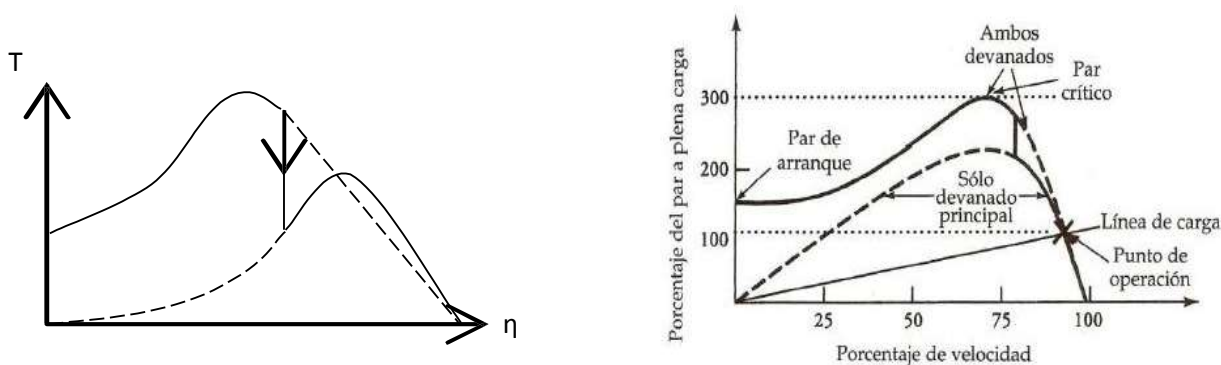 T
η
Porcentaje del par a plena carga
300
200
100
Par de
arranque
Ambos
devanados
Par
crítico
Sólo
devanado
principal
Línea de carga
Punto de
operación
25
50
75
100
Porcentaje de velocidad